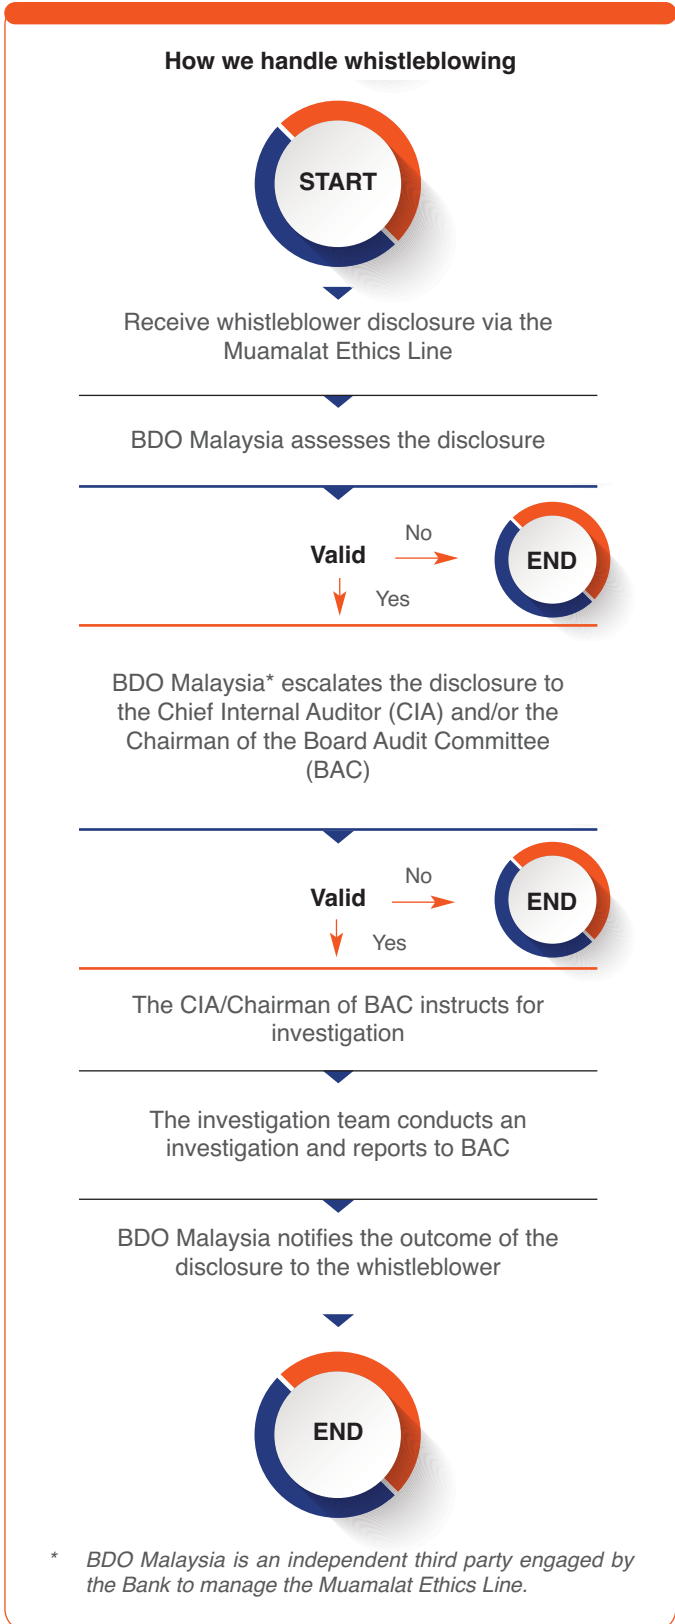 How we handle whistleblowing
START
Receive whistleblower disclosure via the
Muamalat Ethics Line
BDO Malaysia assesses the disclosure
Valid
No
END
Yes
BDO Malaysia* escalates the disclosure to
the Chief Internal Auditor (CIA) and/or the
Chairman of the Board Audit Committee
(BAC)
Valid
No
END
Yes
The CIA/Chairman of BAC instructs for
investigation
The investigation team conducts an
investigation and reports to BAC
BDO Malaysia notifies the outcome of the
disclosure to the whistleblower
END
* BDO Malaysia is an independent third party engaged by
the Bank to manage the Muamalat Ethics Line.